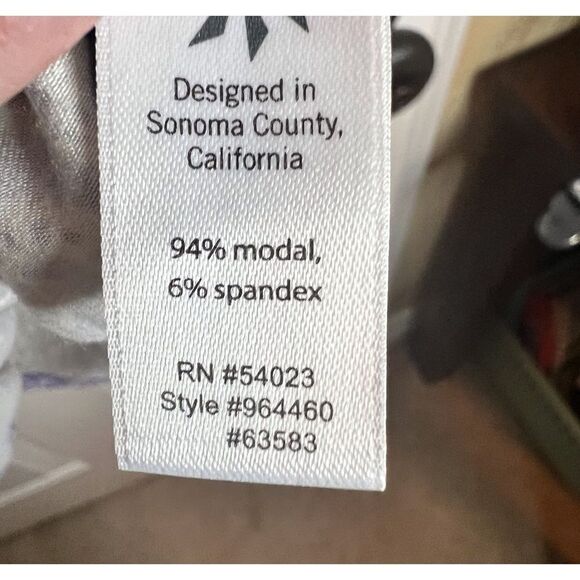 Designed in
Sonoma County,
California
94% modal,
6% spandex
RN #54023
Style #964460
#63583